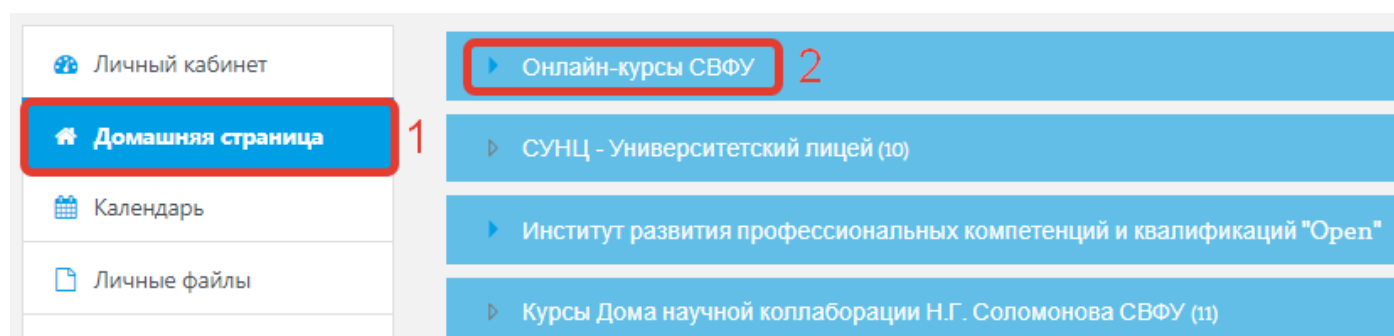 Личный кабинет
Домашняя страница 1
Календарь
Личные файлы
Онлайн-курсы СВФУ 2
СУНЦ - Университетский лицей (10)
Институт развития профессиональных компетенций и квалификаций "Open"
Курсы Дома научной коллаборации Н.Г. Соломонова СВФУ (11)